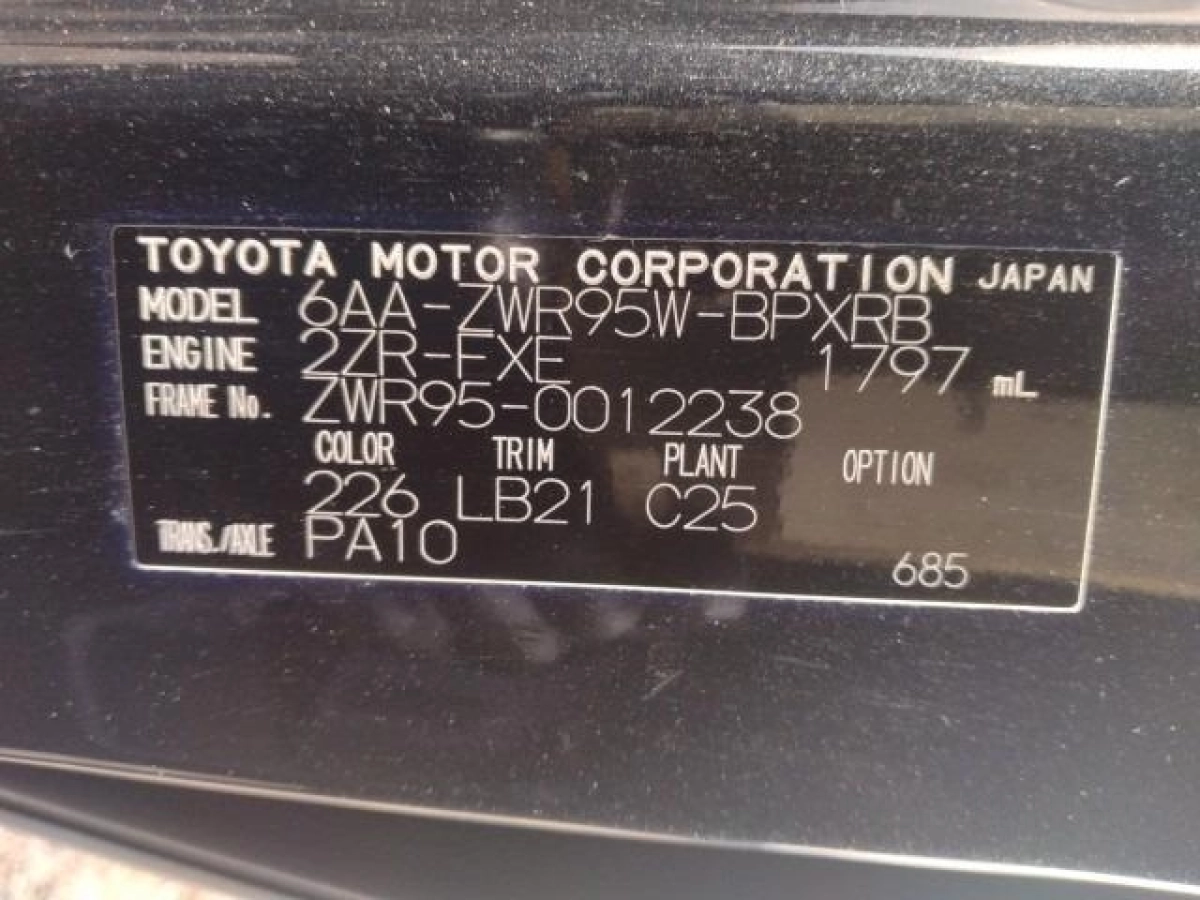 TOYOTA MOTOR CORPORATION JAPAN
MODEL 6AA-ZWR95W-BPXRB
ENGINE 2ZR-FXE 1797 mL
FRAME No. ZWR95-0012238
COLOR TRIM PLANT OPTION
226 LB21 C25
TRANS./AXLE PA10
685